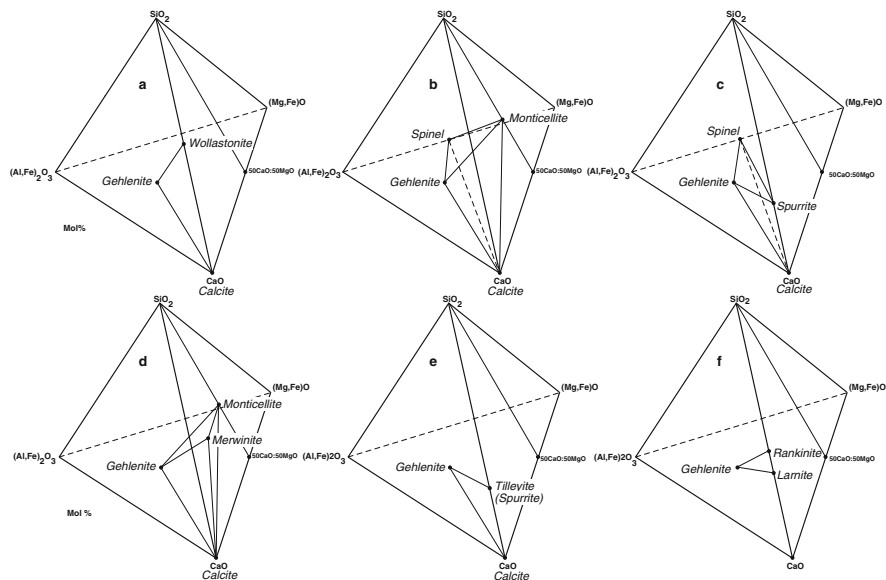 SiO2
a
(Mg,Fe)O
Wollastonite
(Al,Fe)2O3
50CaO:50MgO
Gehlenite
Mol%
CaO
Calcite
SiO2
b
(Mg,Fe)O
Monticellite
Spinel
(Al,Fe)2O3
50CaO:50MgO
Gehlenite
CaO
Calcite
SiO2
c
(Mg,Fe)O
Spinel
(Al,Fe)2O3
50CaO:50MgO
Gehlenite
Spurrite
CaO
Calcite
SiO2
d
(Mg,Fe)O
Monticellite
Merwinite
(Al,Fe)2O3
50CaO:50MgO
Gehlenite
Mol %
CaO
Calcite
SiO2
e
(Mg,Fe)O
(Al,Fe)2O3
50CaO:50MgO
Gehlenite
Tilleyite
(Spurrite)
CaO
Calcite
SiO2
f
(Mg,Fe)O
Rankinite
(Al,Fe)2O3
50CaO:50MgO
Gehlenite
Larnite
CaO